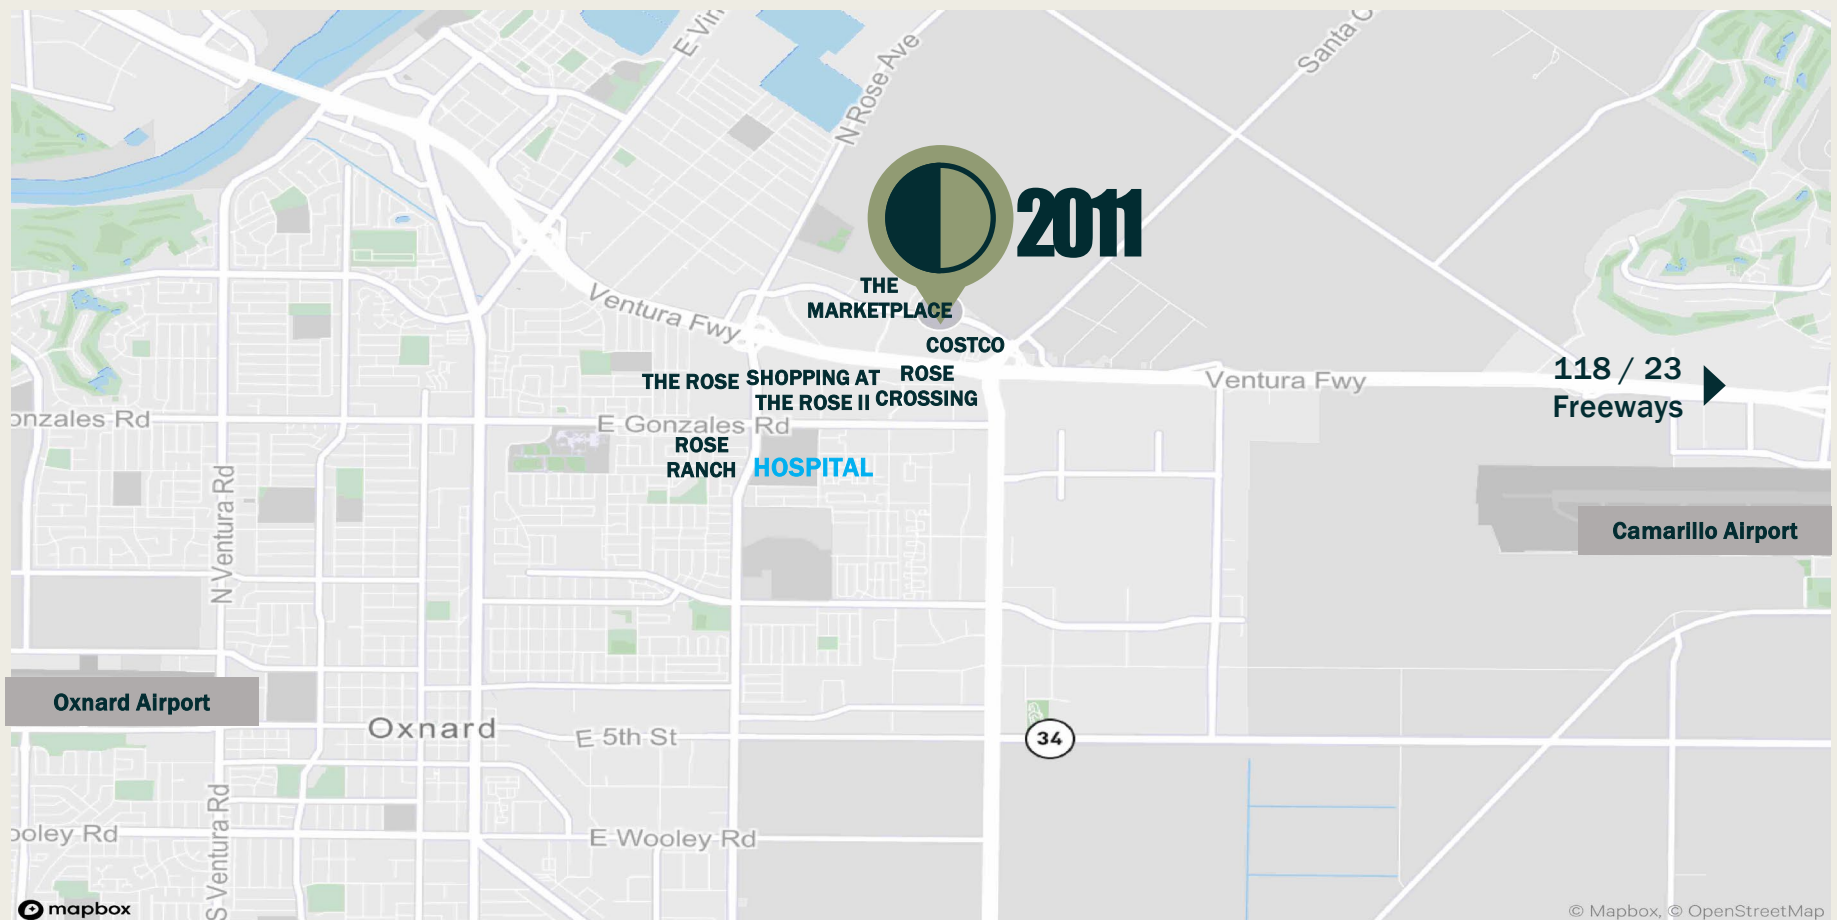 E Vin
N Rose Ave
Santa C
2011
THE
MARKETPLACE
Ventura Fwy
COSTCO
THE ROSE
SHOPPING AT
THE ROSE II
ROSE
CROSSING
Ventura Fwy
118 / 23
Freeways
onzales Rd
E Gonzales Rd
ROSE
RANCH
HOSPITAL
N Ventura Rd
Camarillo Airport
Oxnard Airport
Oxnard
E 5th St
34
S Ventura Rd
ooley Rd
E Wooley Rd
mapbox
© Mapbox, © OpenStreetMap